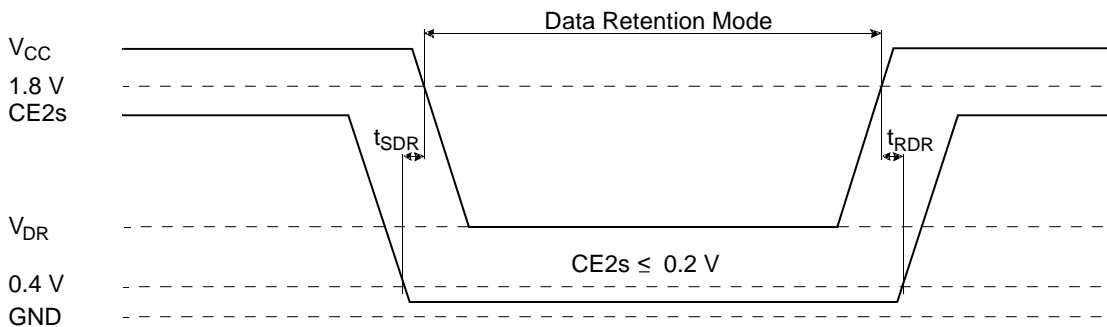 Data Retention Mode
VCC
1.8 V
CE2s
tSDR
tRDR
VDR
CE2s ≤ 0.2 V
0.4 V
GND